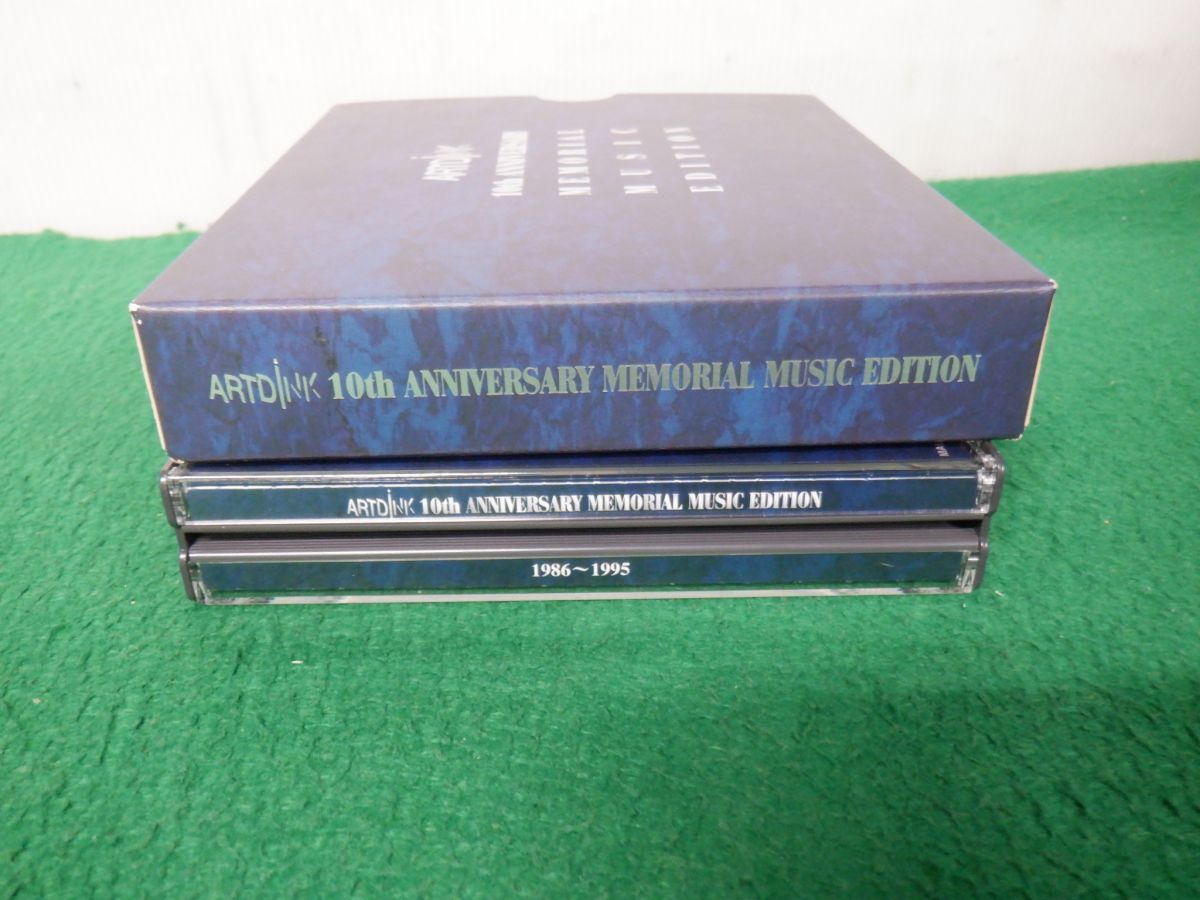 ARTDINK
10th ANNIVERSARY
MEMORIAL
MUSIC
EDITION
ARTDINK 10th ANNIVERSARY MEMORIAL MUSIC EDITION
ARTDINK 10th ANNIVERSARY MEMORIAL MUSIC EDITION
1986～1995